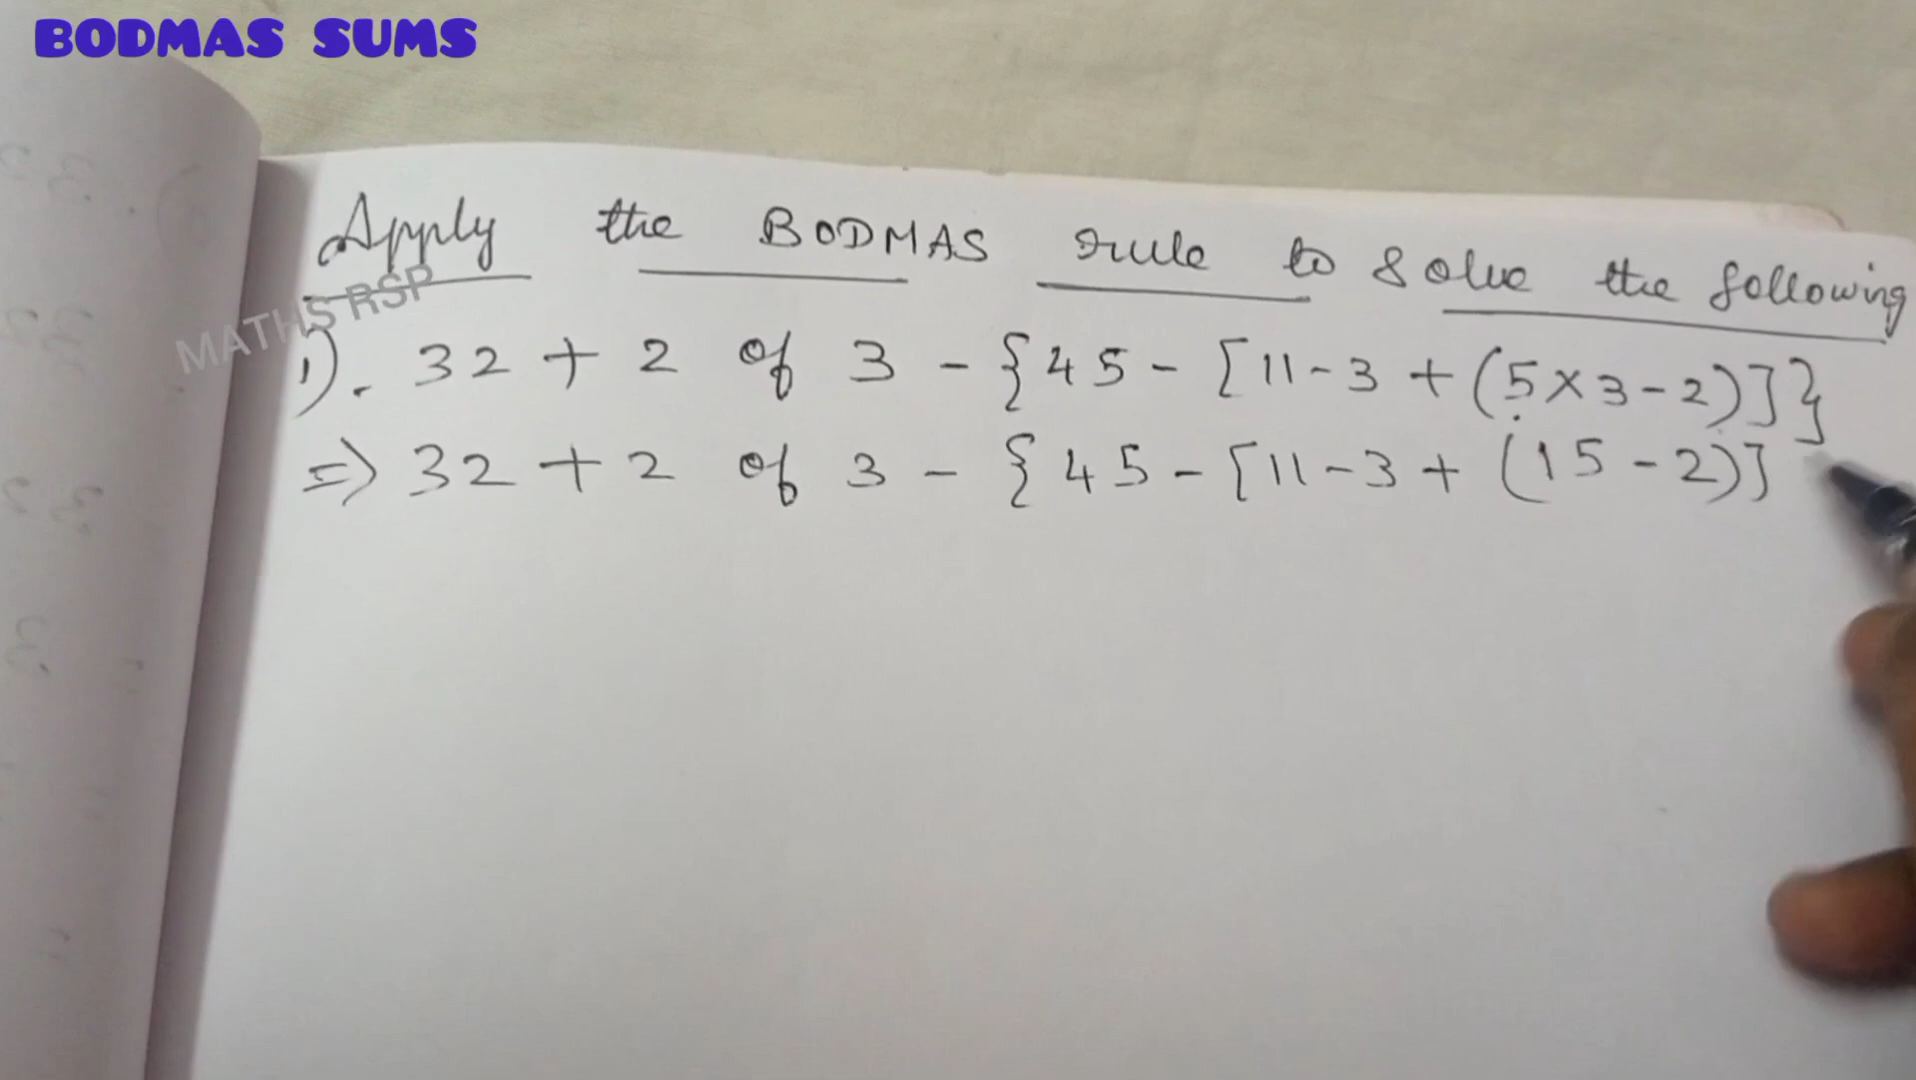 BODMAS SUMS
Apply the BODMAS rule to solve the following
MATHS RSP
1). 32 + 2 of 3 - {45 - [11-3 + (5×3-2)]}
=> 32 + 2 of 3 - {45 - [11-3 + (15-2)]